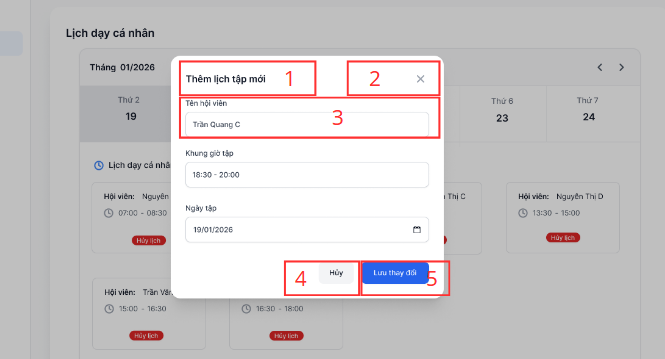 Lịch dạy cá nhân
Tháng 01/2026
Thứ 2
19
Thứ 6
23
Thứ 7
24
Thêm lịch tập mới
1
2
Tên hội viên
3
Trần Quang C
Khung giờ tập
18:30 - 20:00
Ngày tập
19/01/2026
4
Hủy
Lưu thay đổi
5
Lịch dạy cá
Hội viên: Nguyễn
07:00 - 08:30
Hủy lịch
Thị C
Hội viên: Nguyễn Thị D
13:30 - 15:00
Hủy lịch
Hội viên: Trần
15:00 - 16:30
Hủy lịch
16:30 - 18:00
Hủy lịch